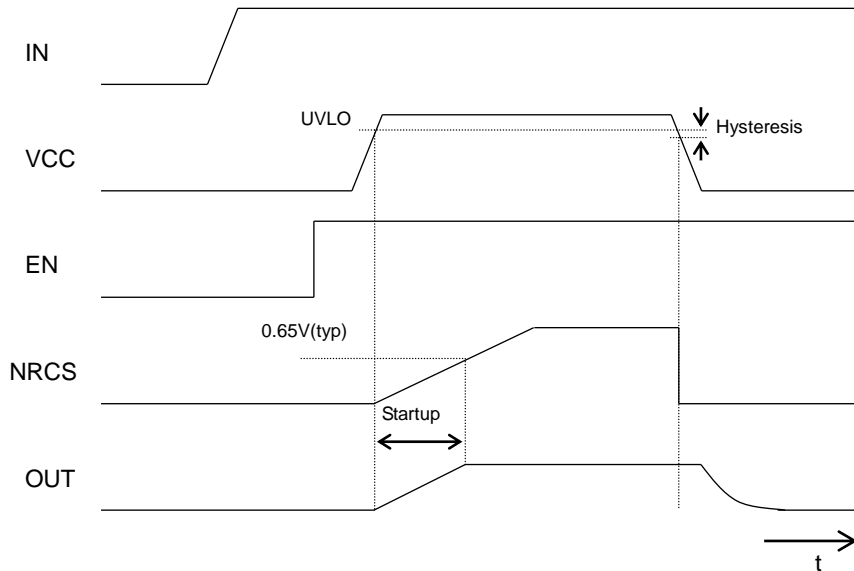 IN
UVLO
Hysteresis
VCC
EN
0.65V(typ)
NRCS
Startup
OUT
t